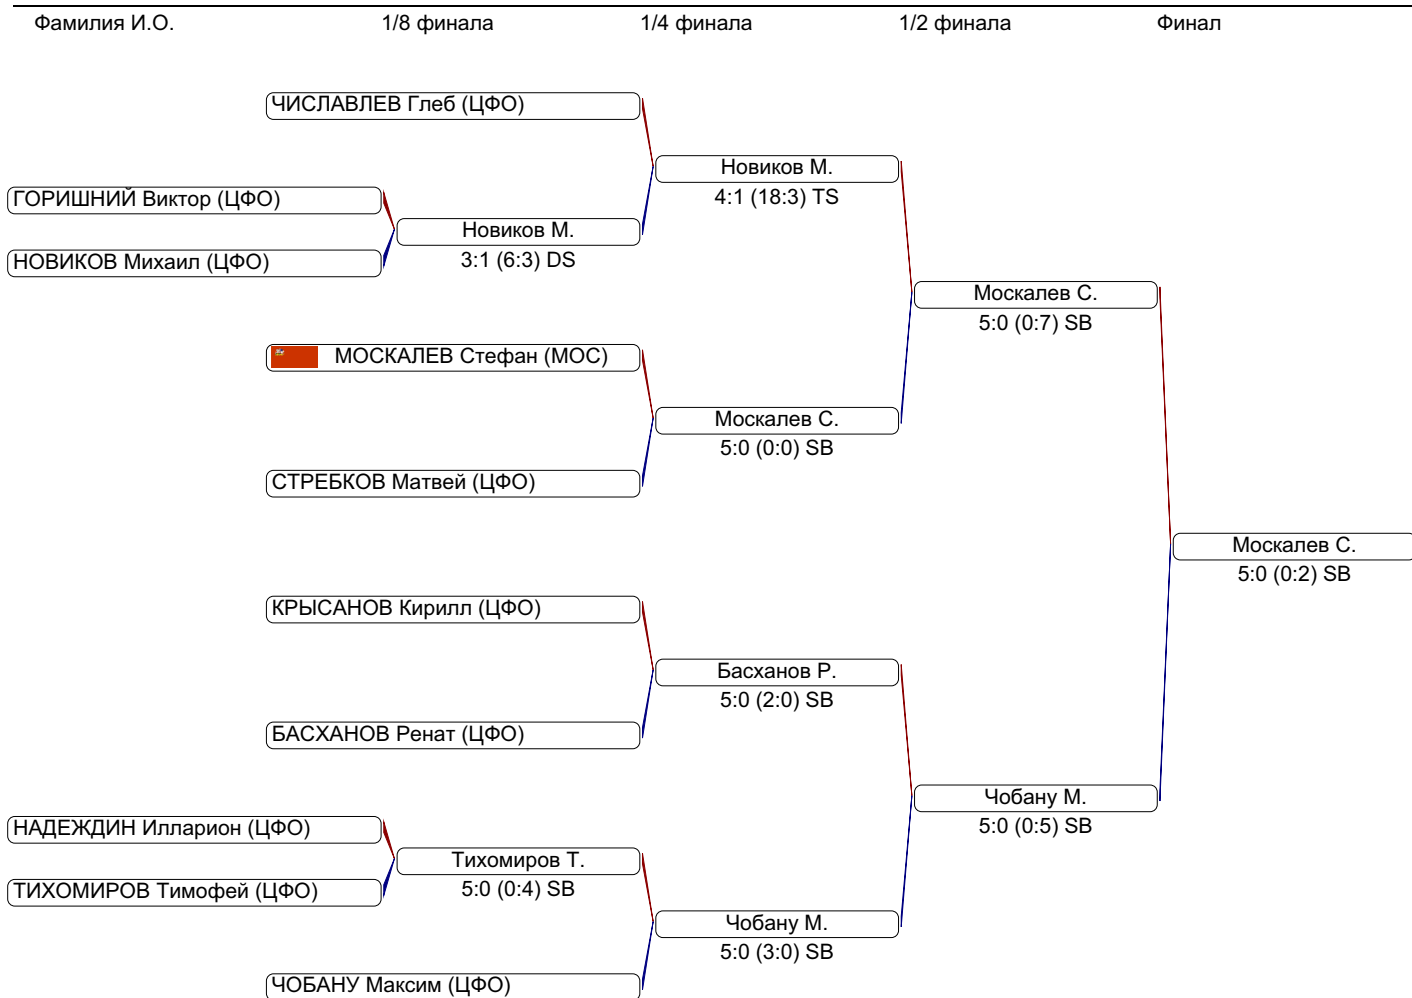 Фамилия И.О. 1/8 финала 1/4 финала 1/2 финала Финал
ЧИСЛАВЛЕВ Глеб (ЦФО)
Новиков М.
4:1 (18:3) TS
ГОРИШНИЙ Виктор (ЦФО)
Новиков М.
3:1 (6:3) DS
НОВИКОВ Михаил (ЦФО)
Москалев С.
5:0 (0:7) SB
МОСКАЛЕВ Стефан (МОС)
Москалев С.
5:0 (0:0) SB
СТРЕБКОВ Матвей (ЦФО)
Москалев С.
5:0 (0:2) SB
КРЫСАНОВ Кирилл (ЦФО)
Басханов Р.
5:0 (2:0) SB
БАСХАНОВ Ренат (ЦФО)
Чобану М.
5:0 (0:5) SB
НАДЕЖДИН Илларион (ЦФО)
Тихомиров Т.
5:0 (0:4) SB
ТИХОМИРОВ Тимофей (ЦФО)
Чобану М.
5:0 (3:0) SB
ЧОБАНУ Максим (ЦФО)